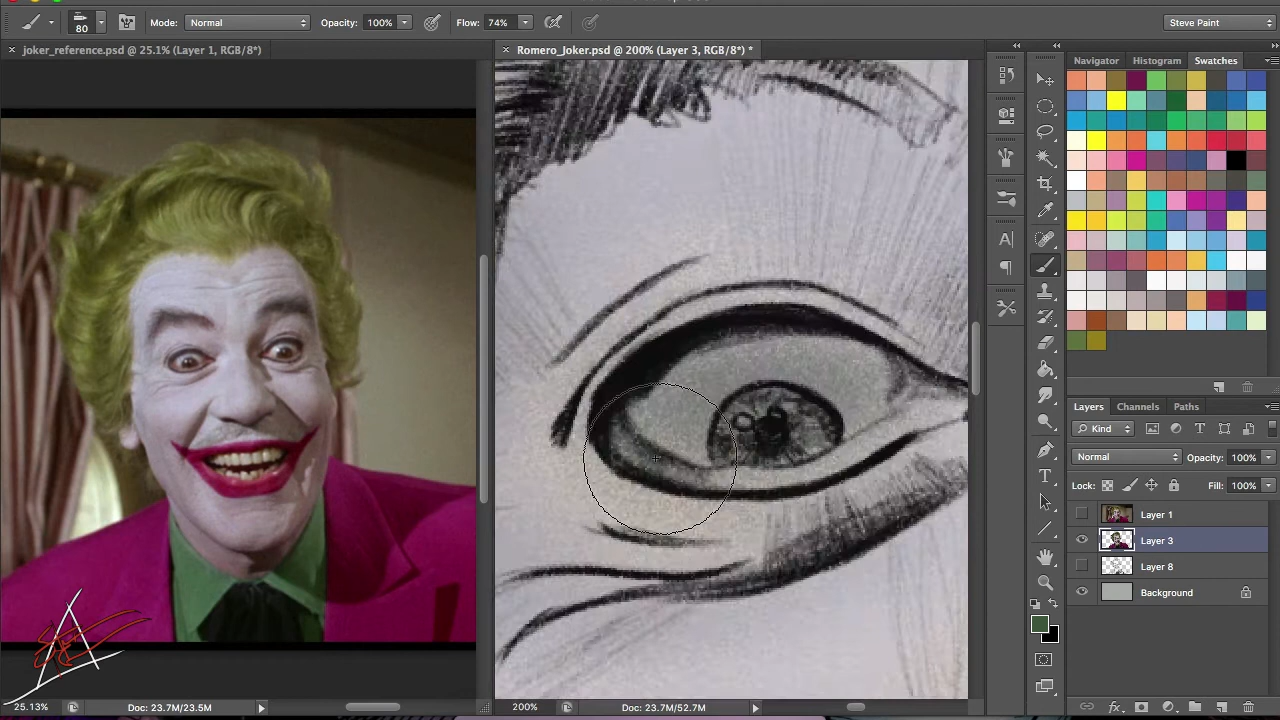 80 Mode: Normal Opacity: 100% Flow: 74% Steve Paint
joker_reference.psd @ 25.1% (Layer 1, RGB/8*)
Romero_Joker.psd @ 200% (Layer 3, RGB/8*) *
Navigator Histogram Swatches
Layers Channels Paths
Kind
Normal Opacity: 100%
Lock: Fill: 100%
Layer 1
Layer 3
Layer 8
Background
25.13% Doc: 23.7M/23.5M
200% Doc: 23.7M/52.7M